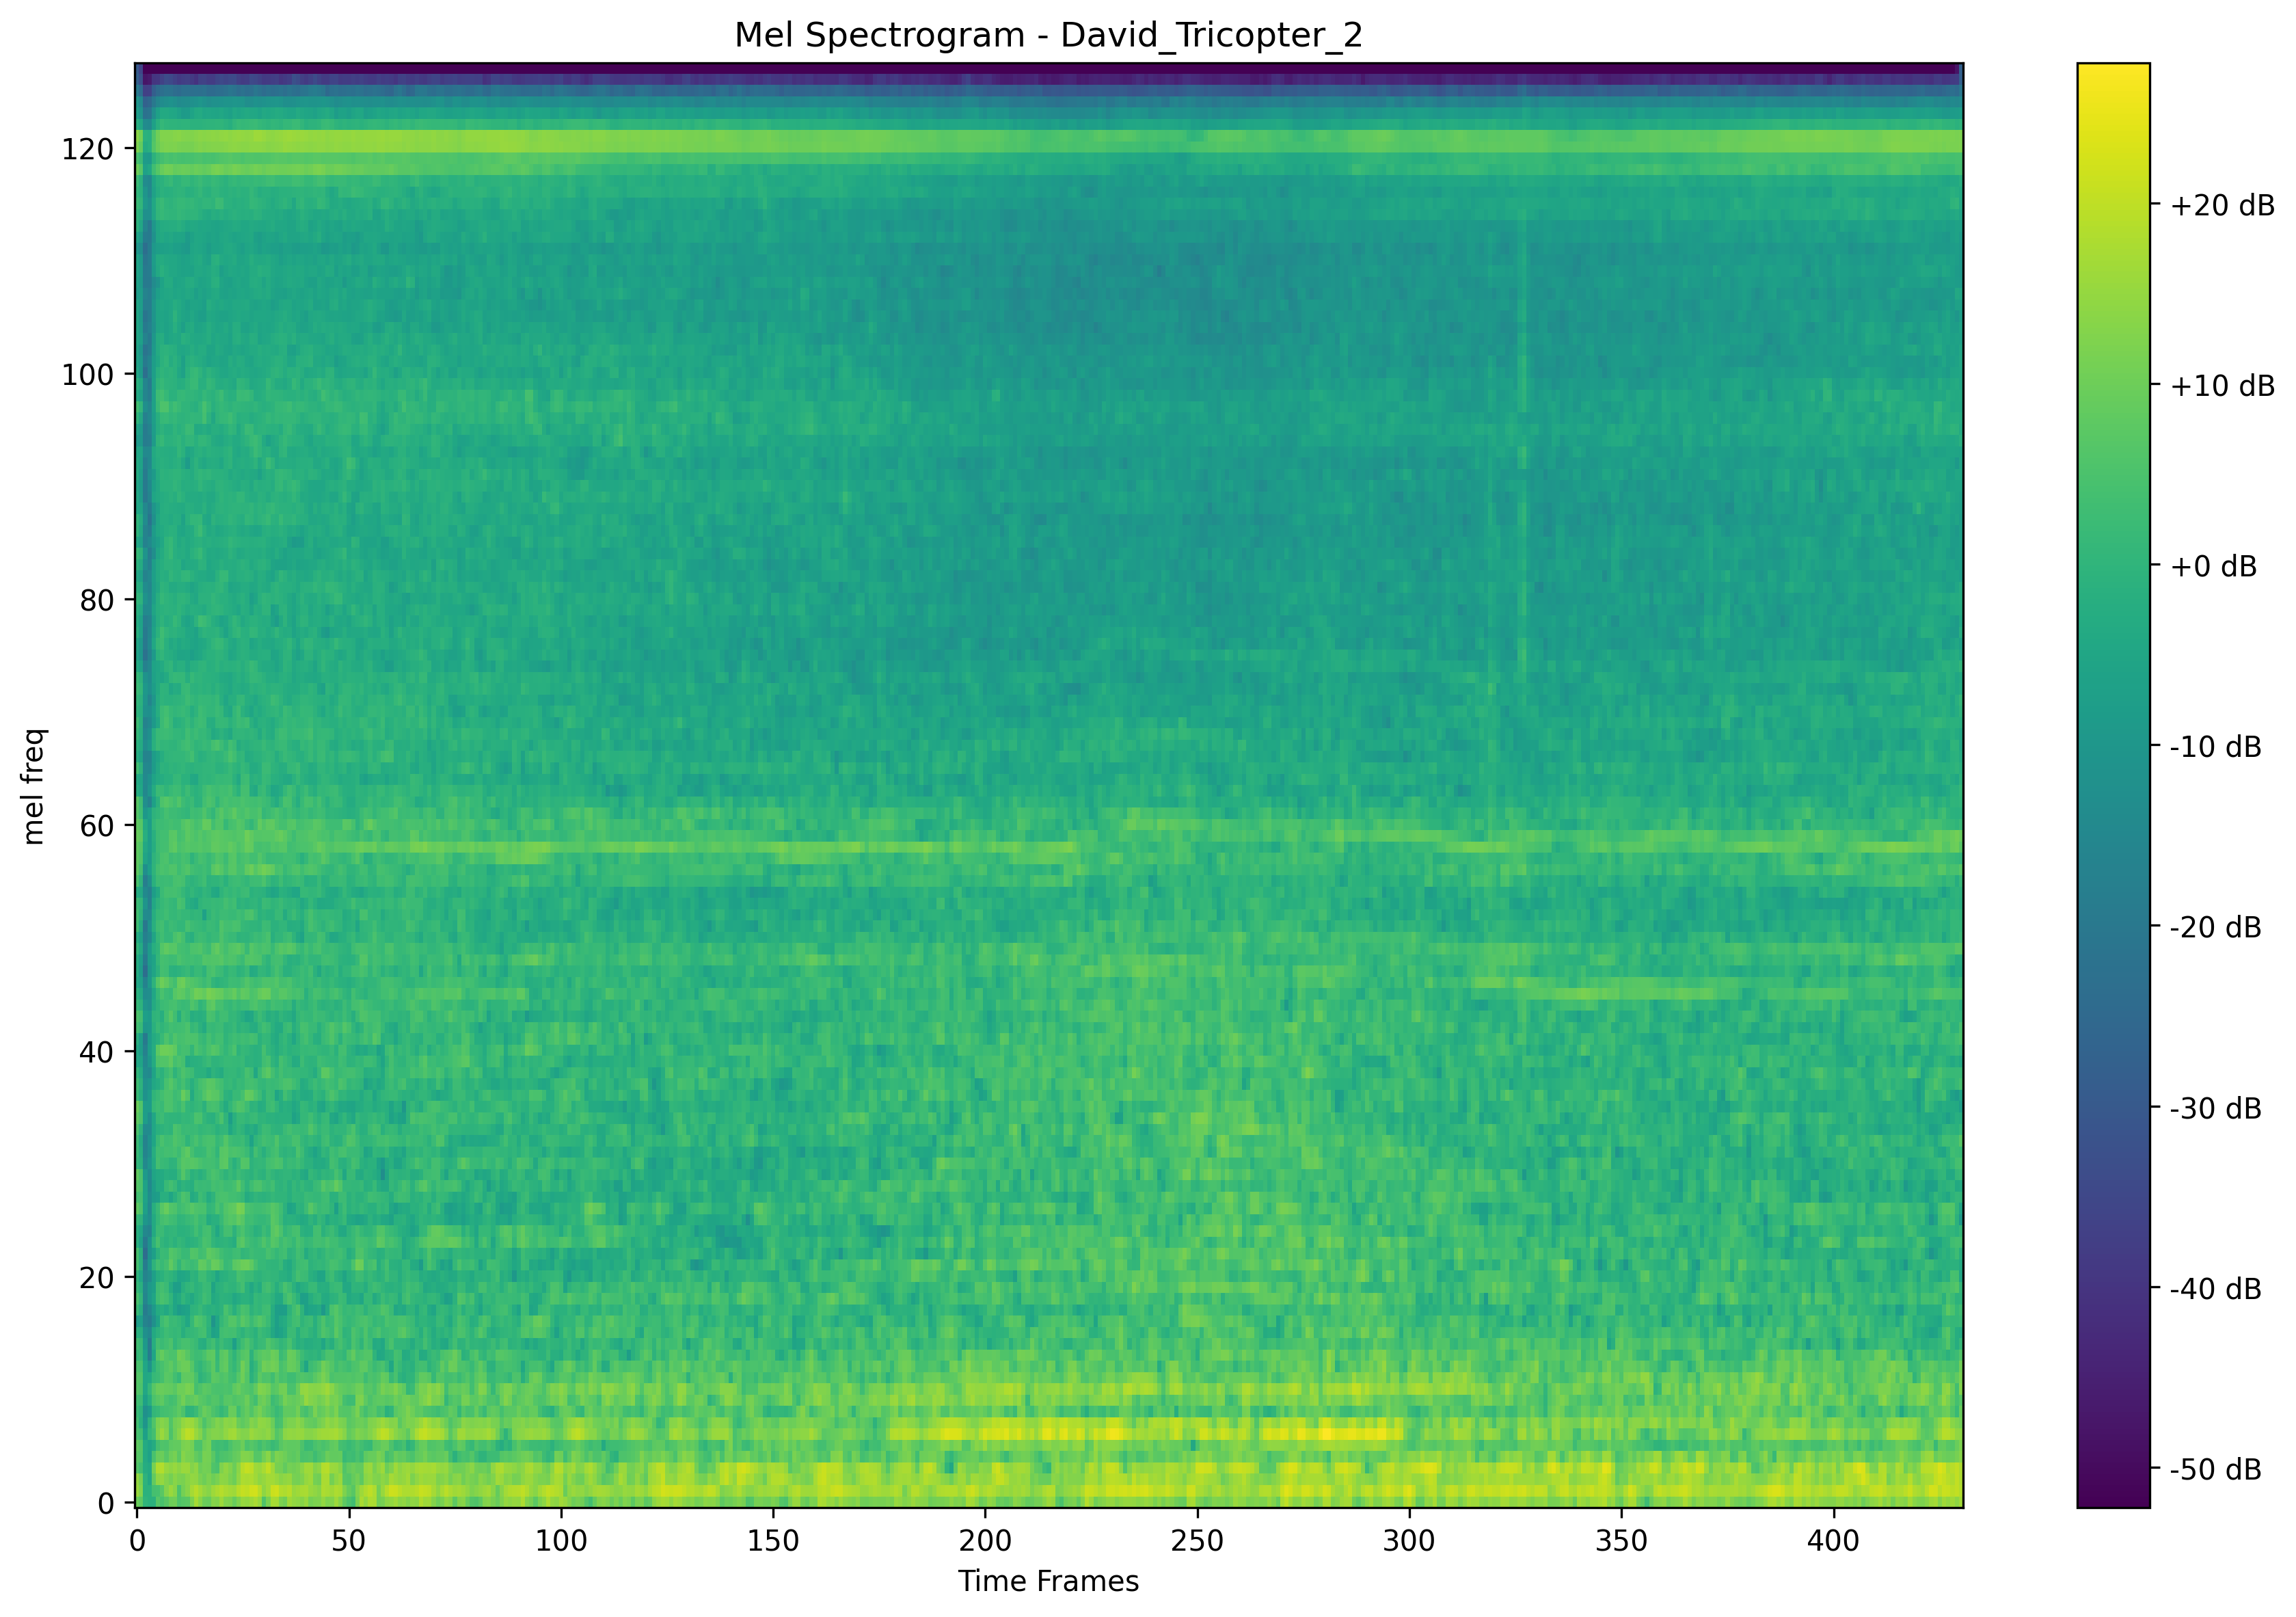 Mel Spectrogram - David_Tricopter_2
mel freq
120
100
80
60
40
20
0
0 50 100 150 200 250 300 350 400
Time Frames
+20 dB
+10 dB
+0 dB
-10 dB
-20 dB
-30 dB
-40 dB
-50 dB